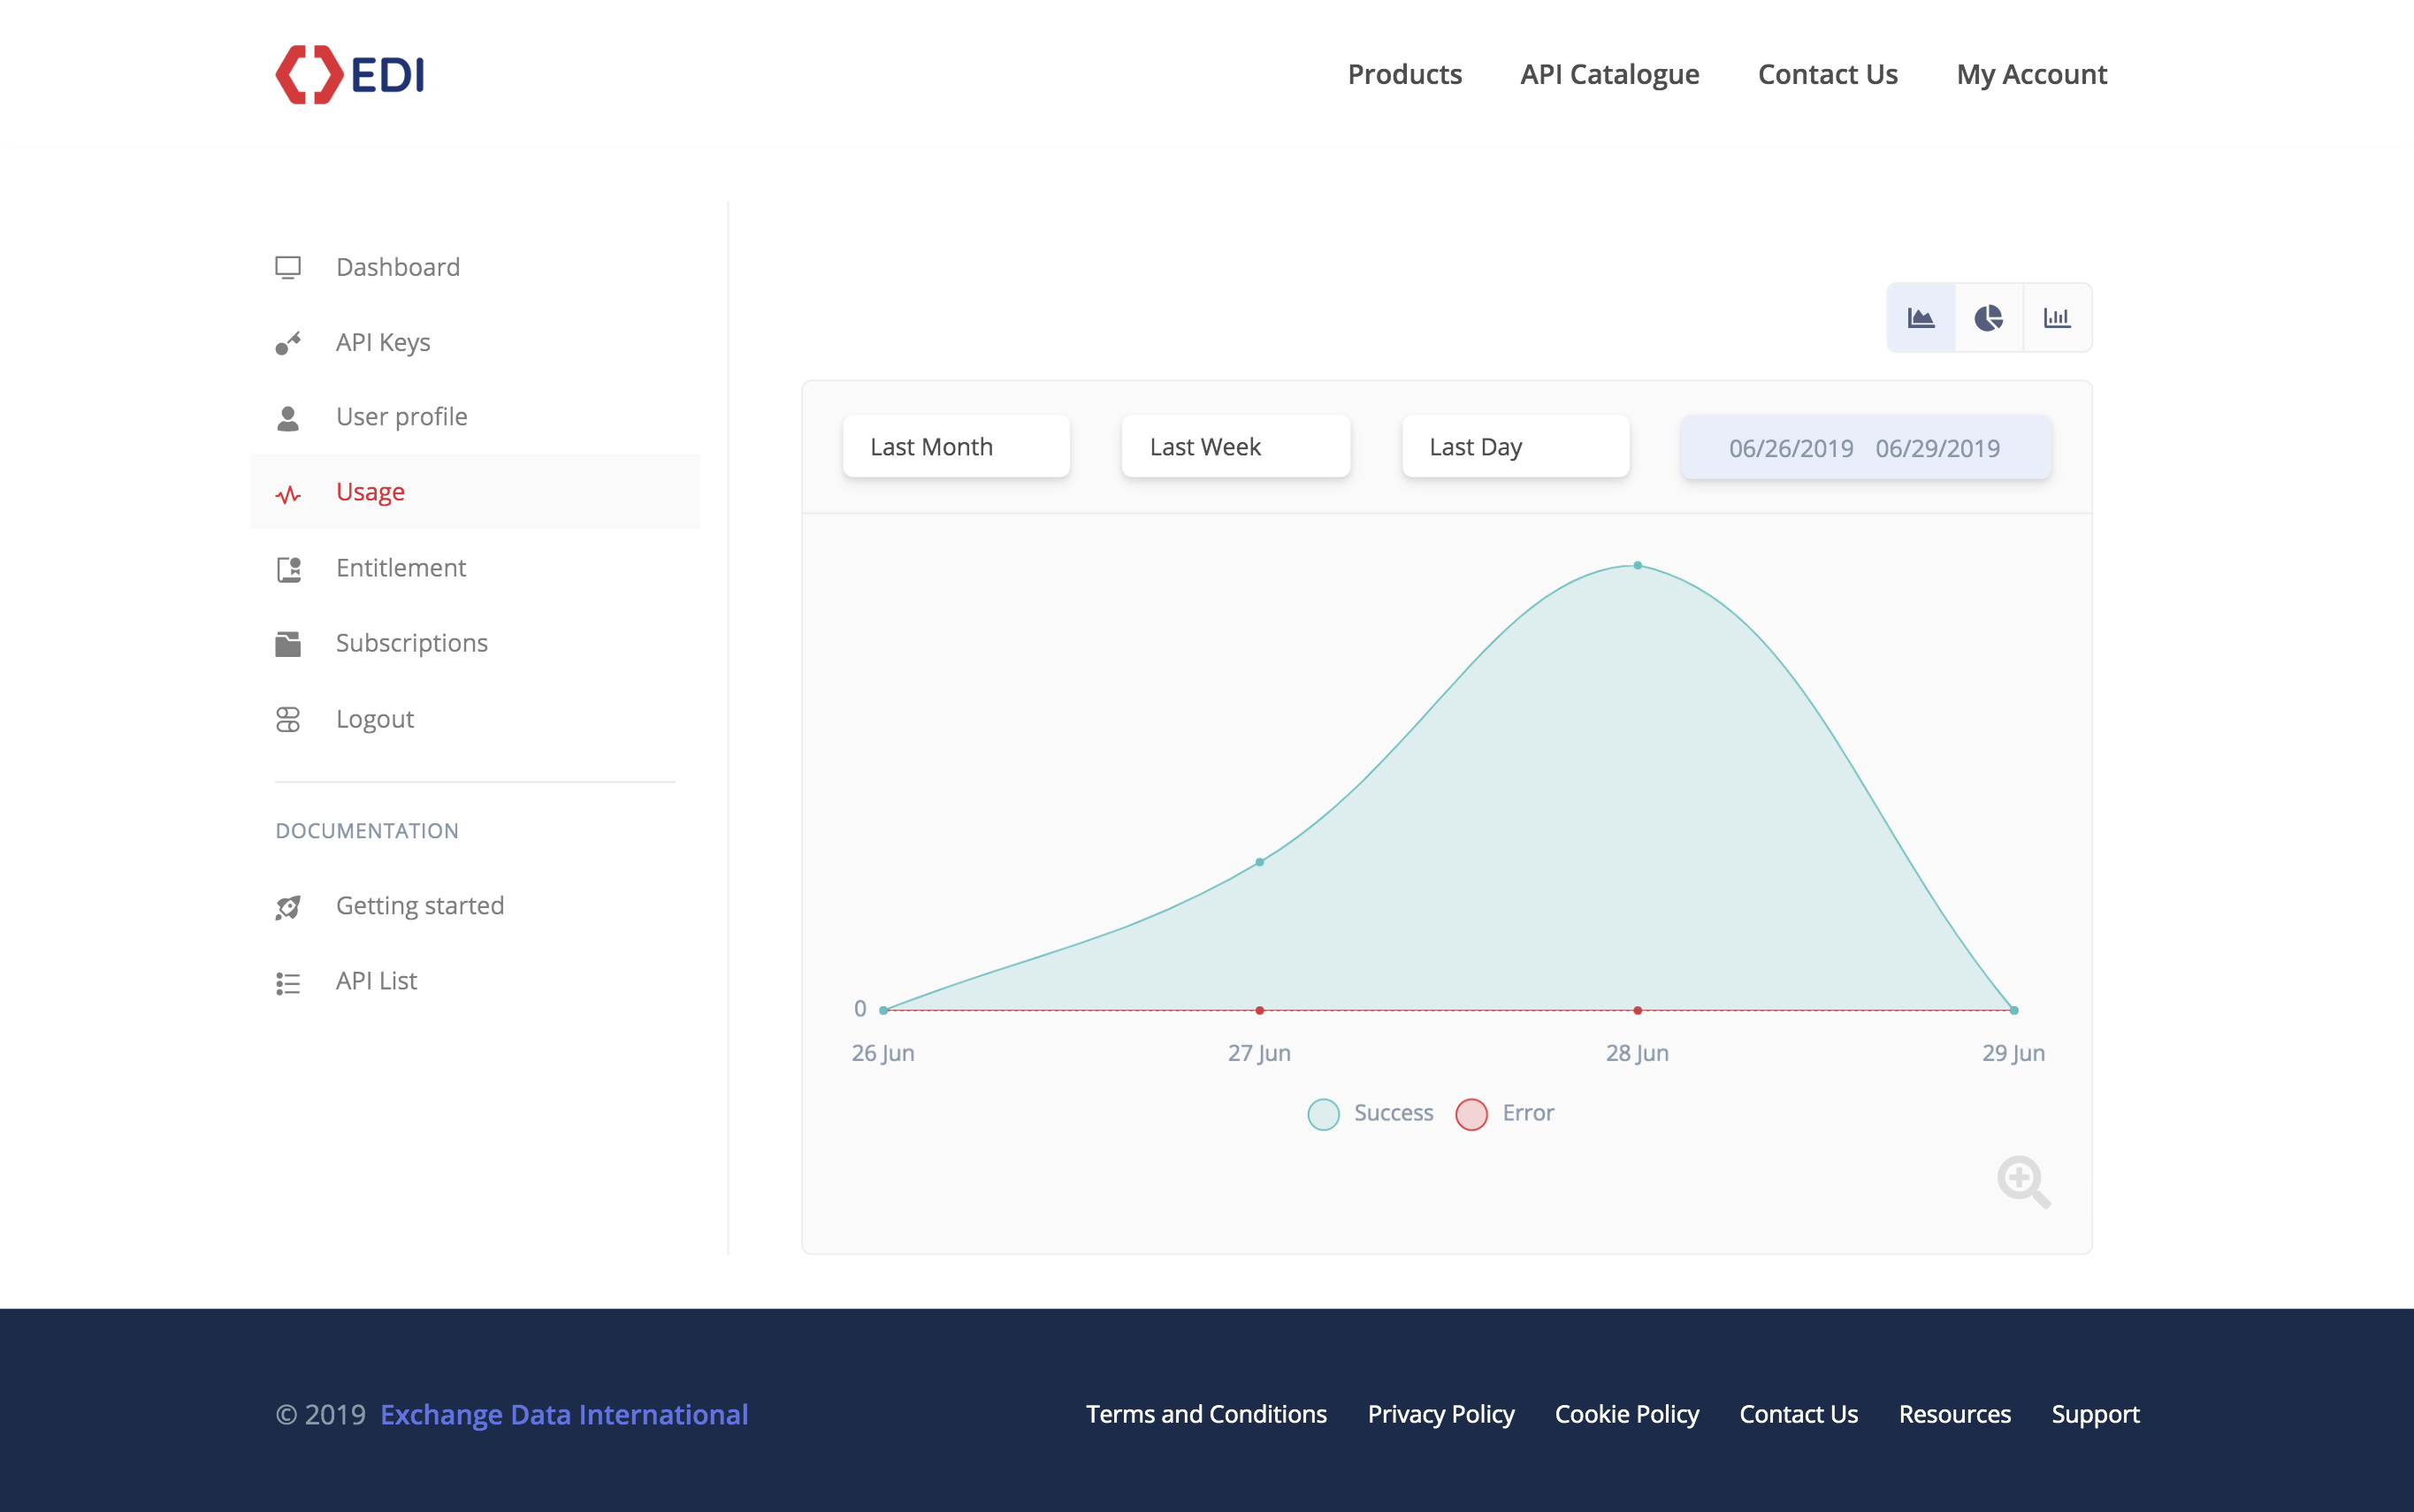 EDI
Products API Catalogue Contact Us My Account
Dashboard
API Keys
User profile
Usage
Entitlement
Subscriptions
Logout
DOCUMENTATION
Getting started
API List
Last Month Last Week Last Day 06/26/2019 06/29/2019
0
26 Jun 27 Jun 28 Jun 29 Jun
Success Error
© 2019 Exchange Data International
Terms and Conditions Privacy Policy Cookie Policy Contact Us Resources Support